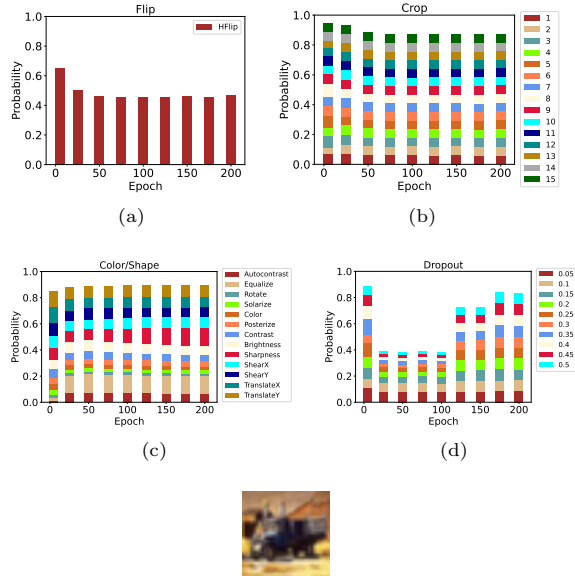 Flip
HFlip
Probability
1.0
0.8
0.6
0.4
0.2
0.0
0 50 100 150 200
Epoch
(a)
Crop
Probability
1.0
0.8
0.6
0.4
0.2
0.0
0 50 100 150 200
Epoch
1
2
3
4
5
6
7
8
9
10
11
12
13
14
15
(b)
Color/Shape
Probability
1.0
0.8
0.6
0.4
0.2
0.0
0 50 100 150 200
Epoch
Autocontrast
Equalize
Rotate
Solarize
Color
Posterize
Contrast
Brightness
Sharpness
ShearX
ShearY
TranslateX
TranslateY
(c)
Dropout
Probability
1.0
0.8
0.6
0.4
0.2
0.0
0 50 100 150 200
Epoch
0.05
0.1
0.15
0.2
0.25
0.3
0.35
0.4
0.45
0.5
(d)